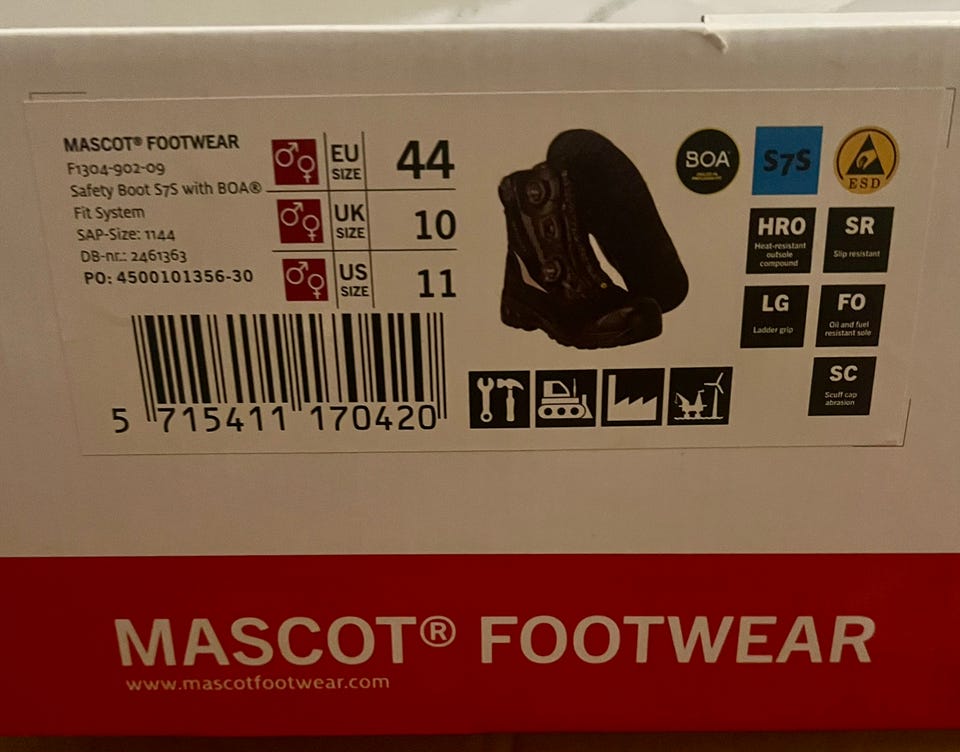 MASCOT® FOOTWEAR
F1304-902-09
Safety Boot S7S with BOA®
Fit System
SAP-Size: 1144
DB-nr.: 2461363
PO: 4500101356-30
EU
SIZE
44
UK
SIZE
10
US
SIZE
11
5 715411 170420
BOA®
S7S
ESD
HRO
Heat-resistant
outsole
compound
SR
Slip resistant
LG
Ladder grip
FO
Oil and fuel
resistant sole
SC
Scuff cap
abrasion
MASCOT® FOOTWEAR
www.mascotfootwear.com